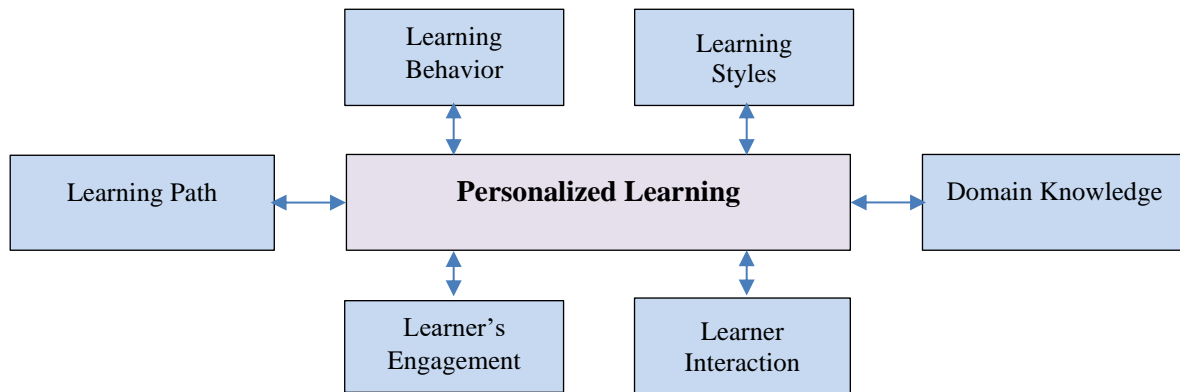 Learning
Behavior
Learning
Styles
Learning Path
Personalized Learning
Domain Knowledge
Learner’s
Engagement
Learner
Interaction